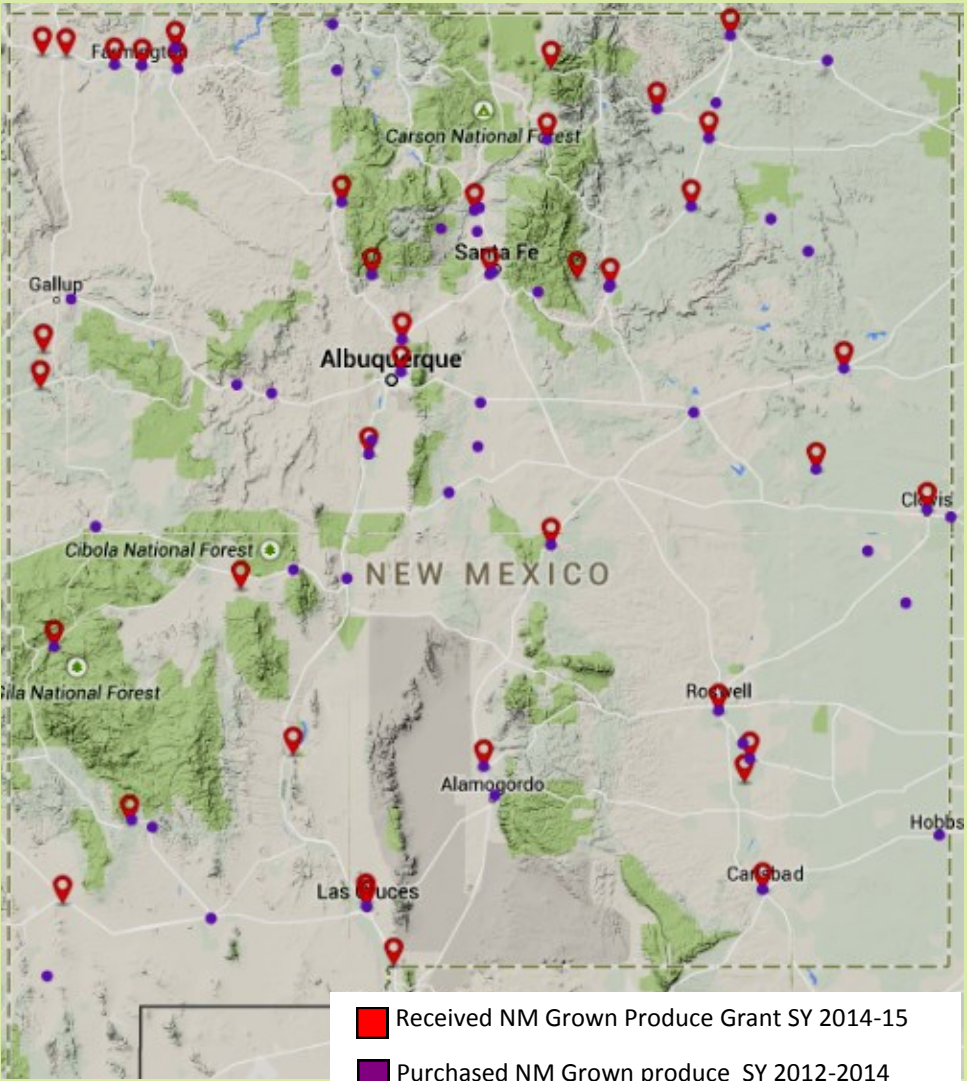 Farmington
Carson National Forest
Santa Fe
Gallup
Albuquerque
Clovis
Cibola National Forest
NEW MEXICO
Gila National Forest
Roswell
Alamogordo
Hobbs
Carlsbad
Las Cruces
Received NM Grown Produce Grant SY 2014-15
Purchased NM Grown produce SY 2012-2014